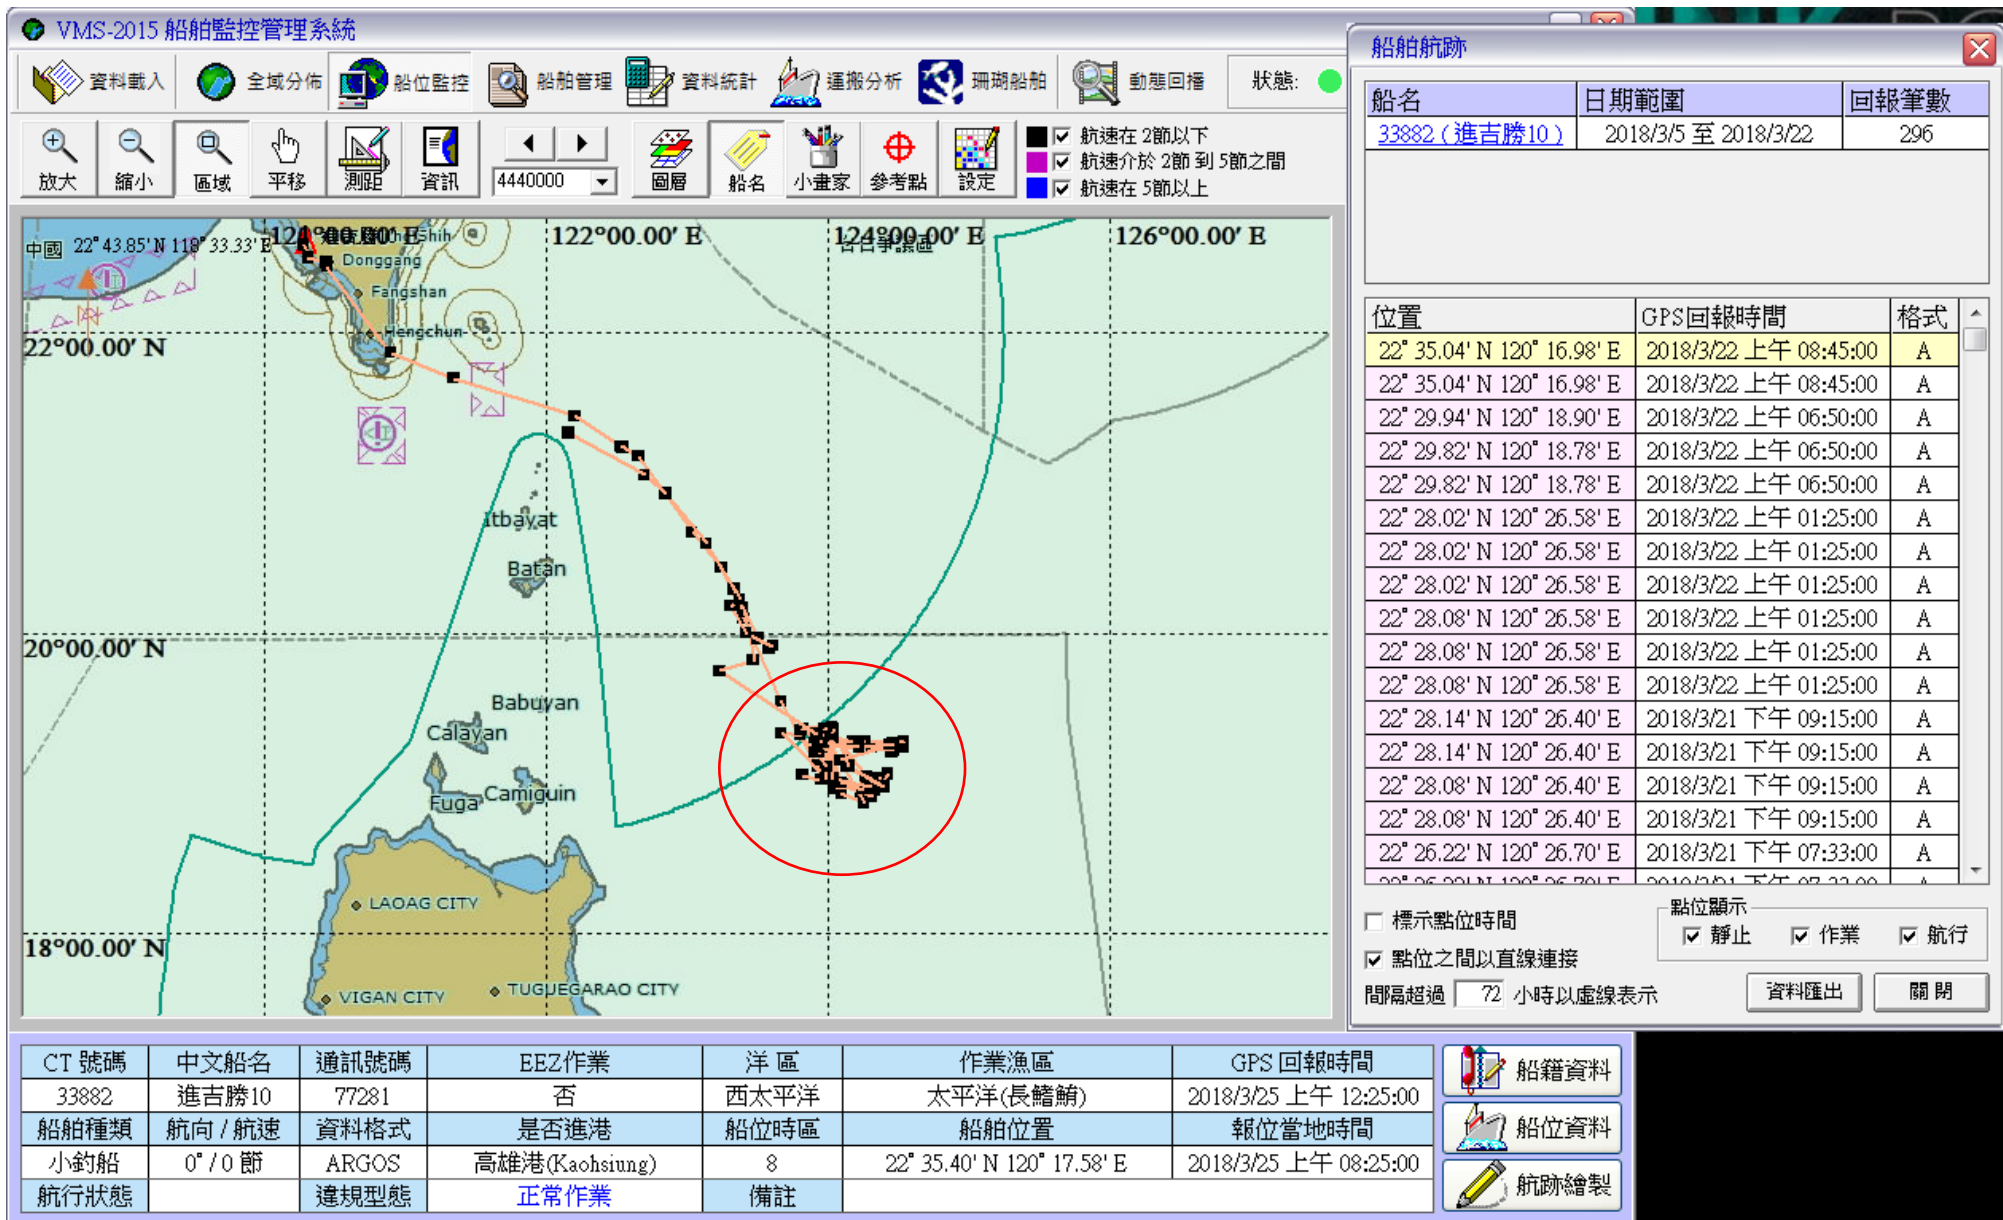 VMS-2015 船舶監控管理系統
資料載入 全域分佈 船位監控 船舶管理 資料統計 運搬分析 珊瑚船舶 動態回播 狀態:
放大 縮小 區域 平移 測距 資訊 4440000 圖層 船名 小畫家 參考點 設定
航速在 2節以下
航速介於 2節 到 5節之間
航速在 5節以上
中國 22° 43.85' N 118° 33.33' E
122°00.00' E
126°00.00' E
Donggang
Fangshan
Hengchun
22°00.00' N
Itbayat
Batan
20°00.00' N
Babuyan
Calayan
Fuga
Camiguin
LAOAG CITY
18°00.00' N
VIGAN CITY
TUGUEGARAO CITY
船舶航跡
船名 日期範圍 回報筆數
33882 ( 進吉勝10 ) 2018/3/5 至 2018/3/22 296
位置 GPS回報時間 格式
22° 35.04' N 120° 16.98' E 2018/3/22 上午 08:45:00 A
22° 35.04' N 120° 16.98' E 2018/3/22 上午 08:45:00 A
22° 29.94' N 120° 18.90' E 2018/3/22 上午 06:50:00 A
22° 29.82' N 120° 18.78' E 2018/3/22 上午 06:50:00 A
22° 29.82' N 120° 18.78' E 2018/3/22 上午 06:50:00 A
22° 28.02' N 120° 26.58' E 2018/3/22 上午 01:25:00 A
22° 28.02' N 120° 26.58' E 2018/3/22 上午 01:25:00 A
22° 28.02' N 120° 26.58' E 2018/3/22 上午 01:25:00 A
22° 28.08' N 120° 26.58' E 2018/3/22 上午 01:25:00 A
22° 28.08' N 120° 26.58' E 2018/3/22 上午 01:25:00 A
22° 28.08' N 120° 26.58' E 2018/3/22 上午 01:25:00 A
22° 28.14' N 120° 26.40' E 2018/3/21 下午 09:15:00 A
22° 28.14' N 120° 26.40' E 2018/3/21 下午 09:15:00 A
22° 28.08' N 120° 26.40' E 2018/3/21 下午 09:15:00 A
22° 28.08' N 120° 26.40' E 2018/3/21 下午 09:15:00 A
22° 26.22' N 120° 26.70' E 2018/3/21 下午 07:33:00 A
標示點位時間
點位之間以直線連接
間隔超過 72 小時以虛線表示
點位顯示
靜止 作業 航行
資料匯出 關 閉
CT 號碼 中文船名 通訊號碼 EEZ作業 洋 區 作業漁區 GPS 回報時間
33882 進吉勝10 77281 否 西太平洋 太平洋(長鰭鮪) 2018/3/25 上午 12:25:00
船舶種類 航向 / 航速 資料格式 是否進港 船位時區 船舶位置 報位當地時間
小釣船 0° / 0 節 ARGOS 高雄港(Kaohsiung) 8 22° 35.40' N 120° 17.58' E 2018/3/25 上午 08:25:00
航行狀態 違規型態 正常作業 備註
船籍資料
船位資料
航跡繪製